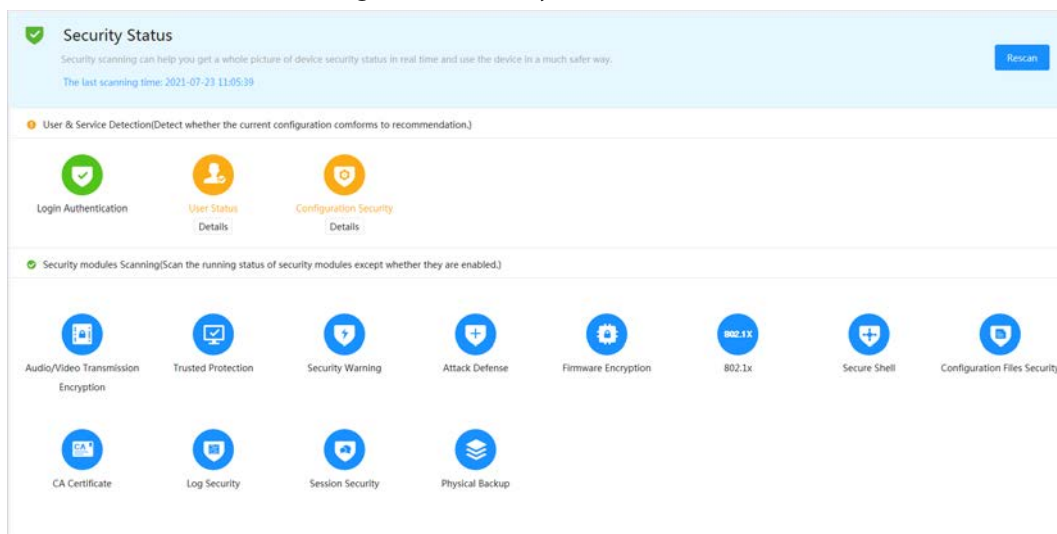 Security Status
Security scanning can help you get a whole picture of device security status in real time and use the device in a much safer way.
Rescan
The last scanning time: 2021-07-23 11:05:39
User & Service Detection(Detect whether the current configuration comforms to recommendation.)
Login Authentication
User Status
Configuration Security
Details
Details
Security modules Scanning(Scan the running status of security modules except whether they are enabled.)
802.1X
Audio/Video Transmission
Encryption
Trusted Protection
Security Warning
Attack Defense
Firmware Encryption
802.1x
Secure Shell
Configuration Files Security
CA
CA Certificate
Log Security
Session Security
Physical Backup